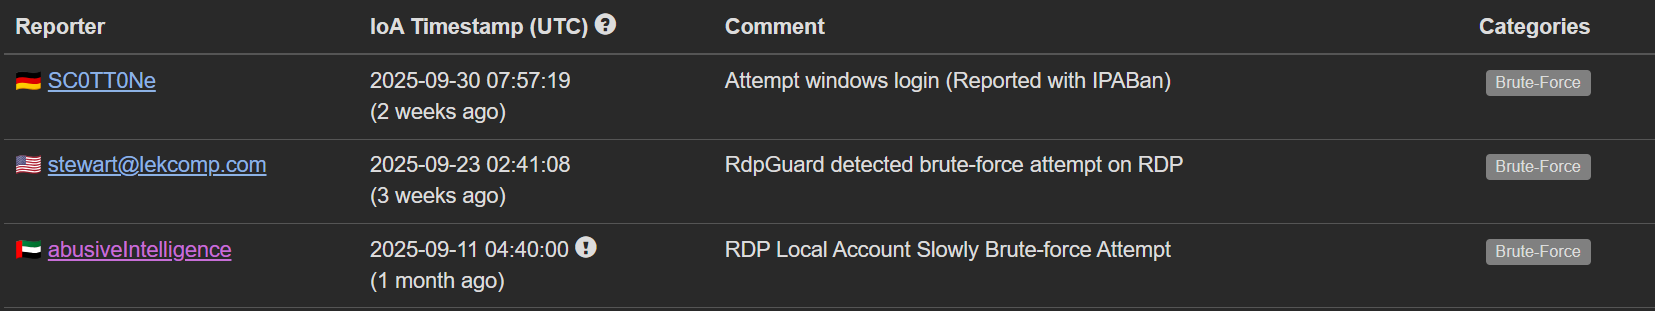 Reporter IoA Timestamp (UTC) Comment Categories
SC0TT0Ne 2025-09-30 07:57:19 Attempt windows login (Reported with IPABan) Brute-Force
(2 weeks ago)
stewart@lekcomp.com 2025-09-23 02:41:08 RdpGuard detected brute-force attempt on RDP Brute-Force
(3 weeks ago)
abusiveIntelligence 2025-09-11 04:40:00 RDP Local Account Slowly Brute-force Attempt Brute-Force
(1 month ago)